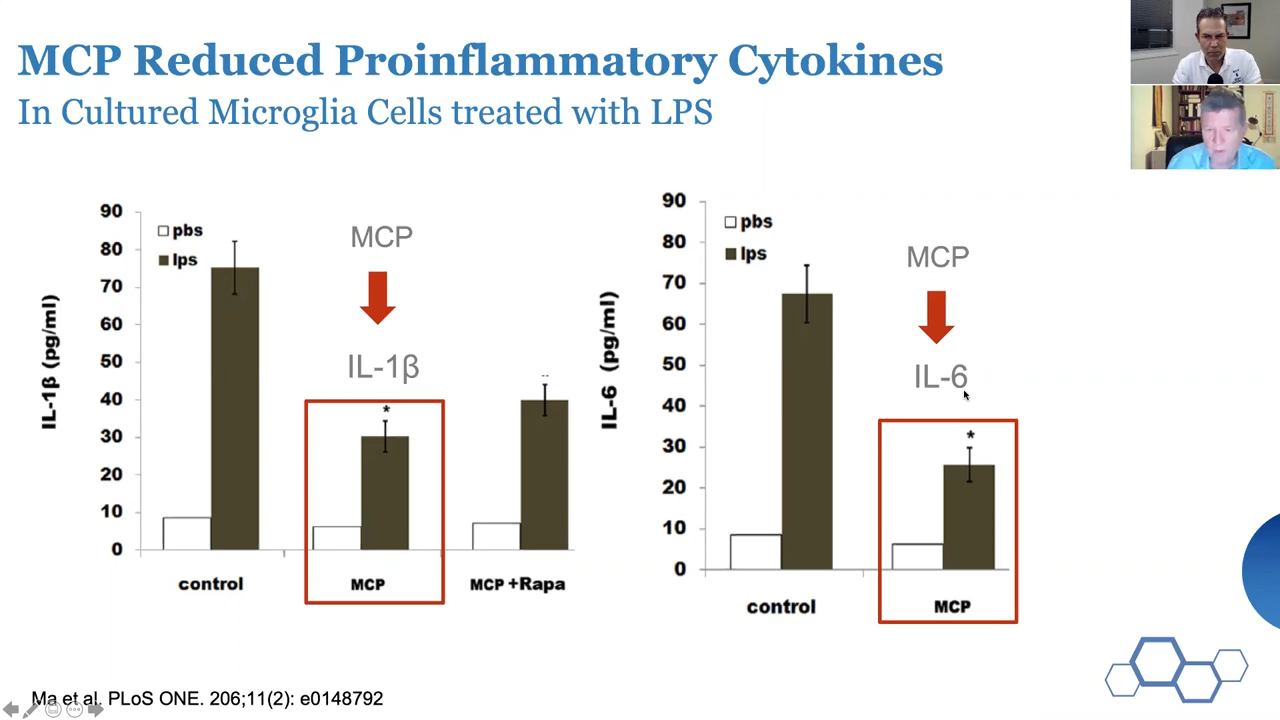 MCP Reduced Proinflammatory Cytokines
In Cultured Microglia Cells treated with LPS
90
80
70
60
50
40
30
20
10
0
IL-1β (pg/ml)
pbs
lps
MCP
IL-1β
*
control
MCP
MCP +Rapa
90
80
70
60
50
40
30
20
10
0
IL-6 (pg/ml)
pbs
lps
MCP
IL-6
*
control
MCP
Ma et al. PLoS ONE. 206;11(2): e0148792